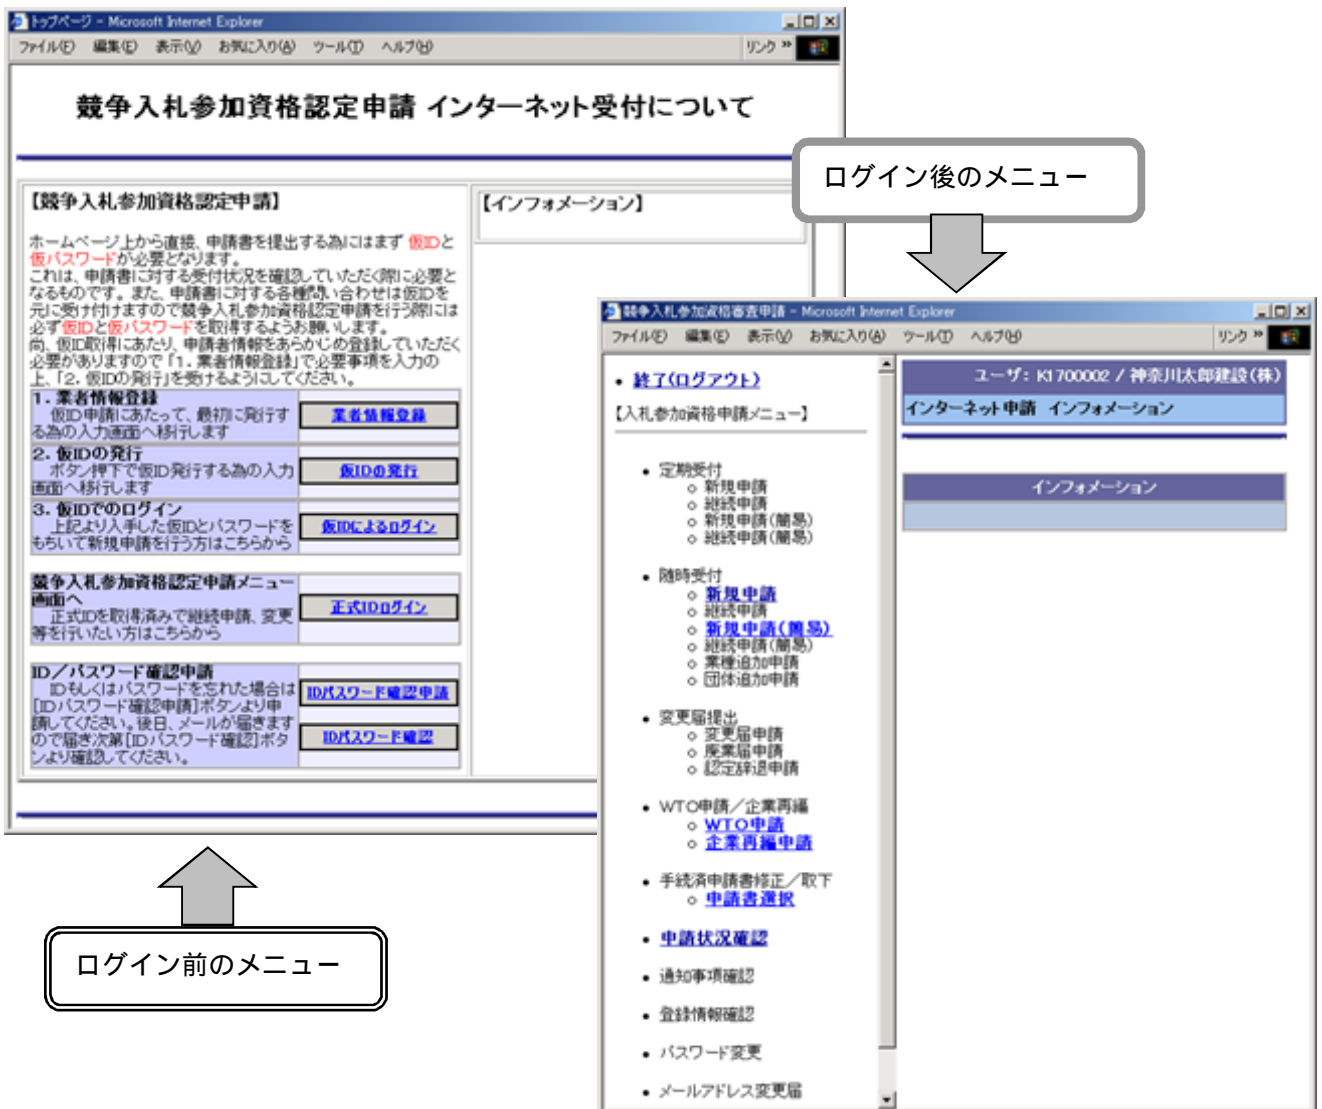 トップページ - Microsoft Internet Explorer
ファイル(F) 編集(E) 表示(V) お気に入り(A) ツール(T) ヘルプ(H) リンク »
競争入札参加資格認定申請 インターネット受付について
【競争入札参加資格認定申請】
ホームページ上から直接、申請書を提出する為にはまず 仮IDと
仮パスワードが必要となります。
これは、申請書に対する受付状況を確認していただく際に必要と
なるものです。また、申請書に対する各種問い合わせは仮IDを
元に受け付けますので競争入札参加資格認定申請を行う際には
必ず仮IDと仮パスワードを取得するようお願いします。
尚、仮ID取得にあたり、申請者情報をあらかじめ登録していただく
必要がありますので「1．業者情報登録」で必要事項を入力の
上、「2．仮IDの発行」を受けるようにしてください。
1．業者情報登録
仮ID申請にあたって、最初に発行す
る為の入力画面へ移行します
業者情報登録
2．仮IDの発行
ボタン押下で仮ID発行する為の入力
画面へ移行します
仮IDの発行
3．仮IDでのログイン
上記より入手した仮IDとパスワードを
もちいて新規申請を行う方はこちらから
仮IDによるログイン
競争入札参加資格認定申請メニュー
画面へ
正式IDを取得済みで継続申請、変更
等を行いたい方はこちらから
正式IDログイン
ID／パスワード確認申請
IDもしくはパスワードを忘れた場合は
[IDパスワード確認申請]ボタンより申
請してください。後日、メールが届きます
ので届き次第[IDパスワード確認]ボタ
ンより確認してください。
IDパスワード確認申請
IDパスワード確認
【インフォメーション】
ログイン後のメニュー
競争入札参加資格審査申請 - Microsoft Internet Explorer
ファイル(F) 編集(E) 表示(V) お気に入り(A) ツール(T) ヘルプ(H) リンク »
• 終了(ログアウト)
【入札参加資格申請メニュー】
• 定期受付
○ 新規申請
○ 継続申請
○ 新規申請(簡易)
○ 継続申請(簡易)
• 随時受付
○ 新規申請
○ 継続申請
○ 新規申請(簡易)
○ 継続申請(簡易)
○ 業種追加申請
○ 団体追加申請
• 変更届提出
○ 変更届申請
○ 廃業届申請
○ 認定辞退申請
• WTO申請／企業再編
○ WTO申請
○ 企業再編申請
• 手続済申請書修正／取下
○ 申請書選択
• 申請状況確認
• 通知事項確認
• 登録情報確認
• パスワード変更
• メールアドレス変更届
ユーザ: K1700002 / 神奈川太郎建設(株)
インターネット申請 インフォメーション
インフォメーション
ログイン前のメニュー